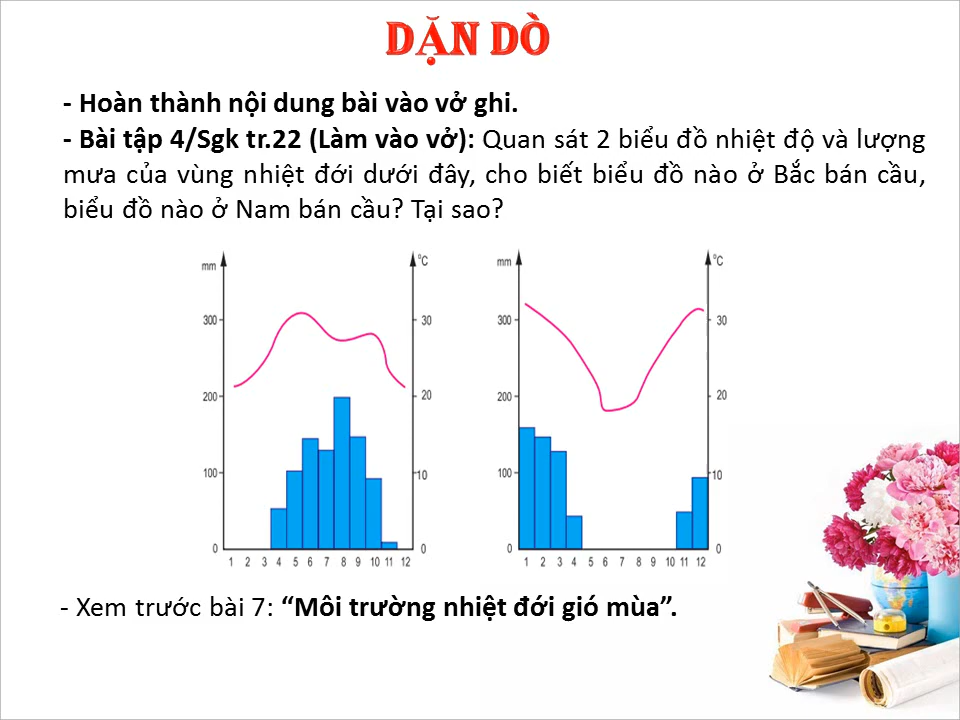 DẶN DÒ
- Hoàn thành nội dung bài vào vở ghi.
- Bài tập 4/Sgk tr.22 (Làm vào vở): Quan sát 2 biểu đồ nhiệt độ và lượng
mưa của vùng nhiệt đới dưới đây, cho biết biểu đồ nào ở Bắc bán cầu,
biểu đồ nào ở Nam bán cầu? Tại sao?
mm °C mm °C
300 30 300 30
200 20 200 20
100 10 100 10
0 0 0 0
1 2 3 4 5 6 7 8 9 10 11 12 1 2 3 4 5 6 7 8 9 10 11 12
- Xem trước bài 7: “Môi trường nhiệt đới gió mùa”.